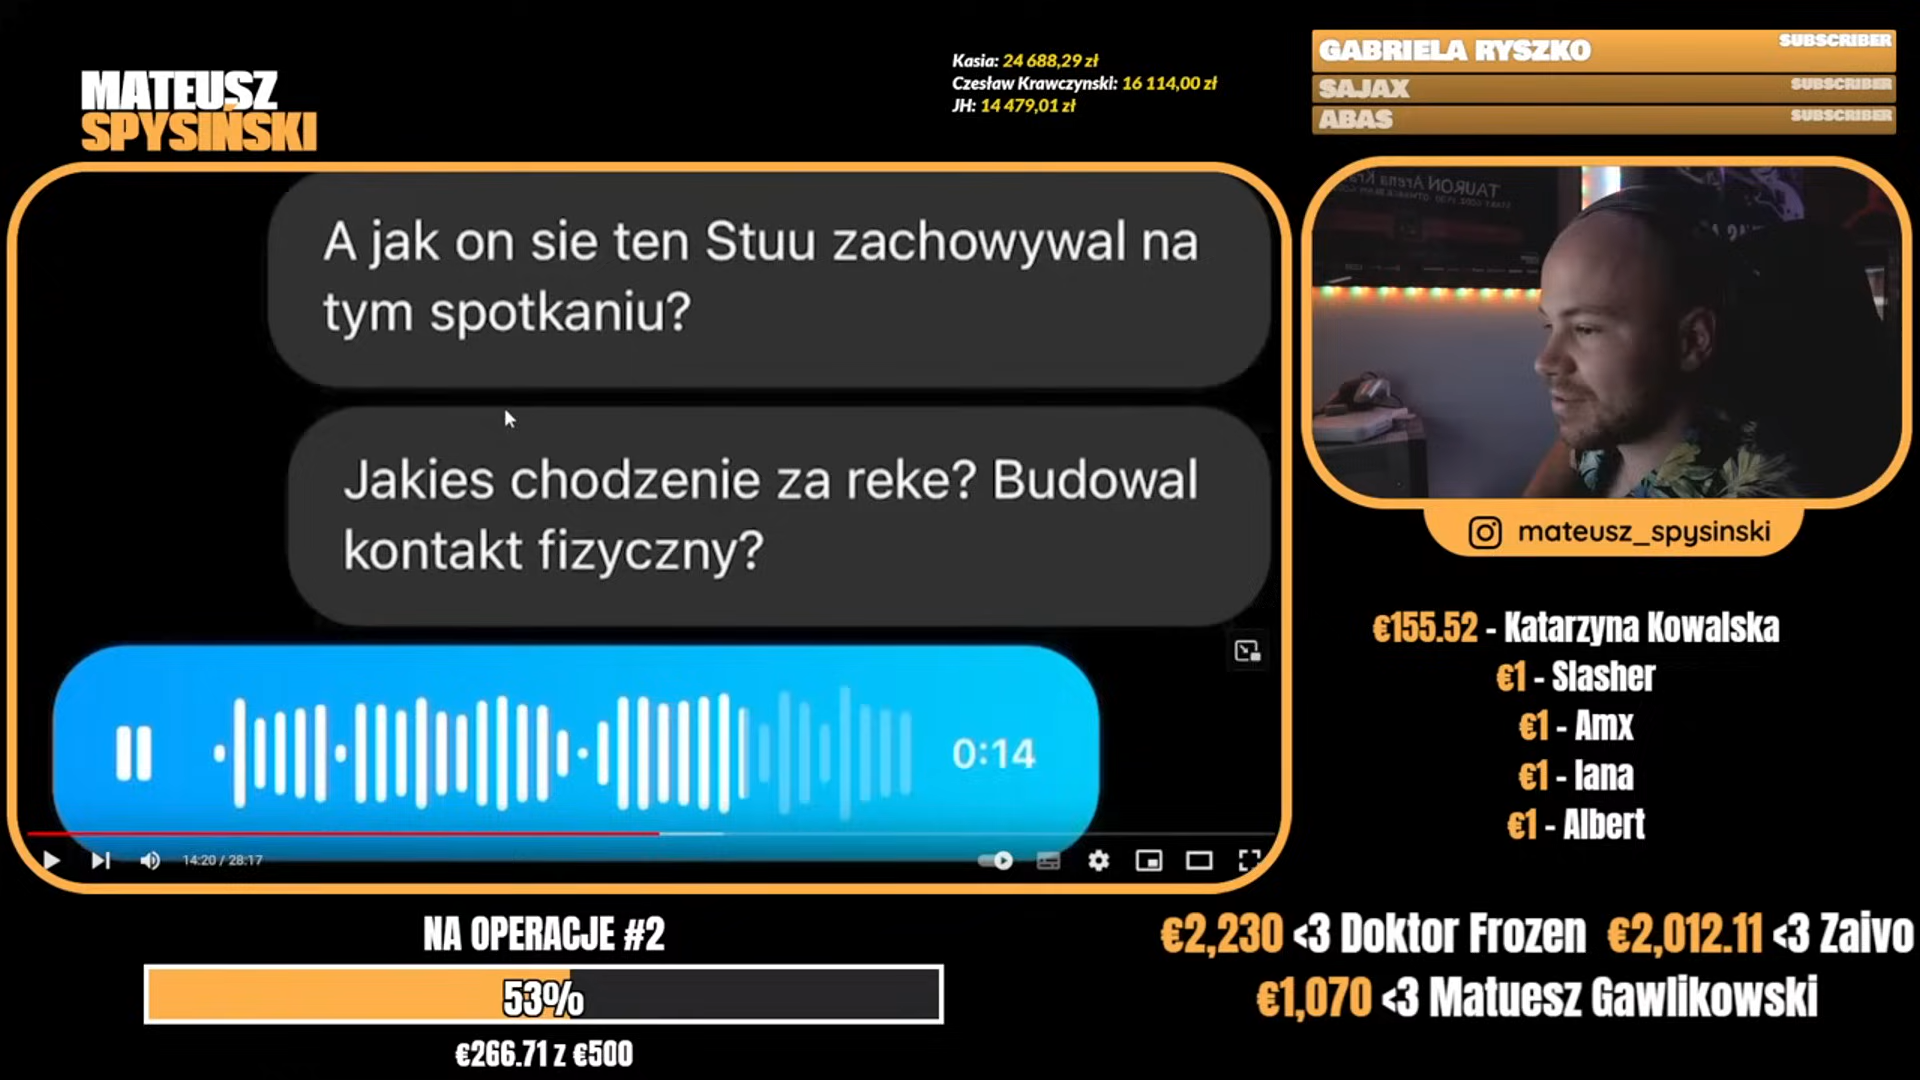 MATEUSZ
SPYSIŃSKI
Kasia: 24 688,29 zł
Czesław Krawczynski: 16 114,00 zł
JH: 14 479,01 zł
GABRIELA RYSZKO SUBSCRIBER
SAJAX SUBSCRIBER
ABAS SUBSCRIBER
A jak on sie ten Stuu zachowywal na
tym spotkaniu?
Jakies chodzenie za reke? Budowal
kontakt fizyczny?
0:14
14:20 / 28:17
TAURON Arena
mateusz_spysinski
€155.52 - Katarzyna Kowalska
€1 - Slasher
€1 - Amx
€1 - Iana
€1 - Albert
NA OPERACJE #2
53%
€266.71 z €500
€2,230 <3 Doktor Frozen €2,012.11 <3 Zaivo
€1,070 <3 Matuesz Gawlikowski